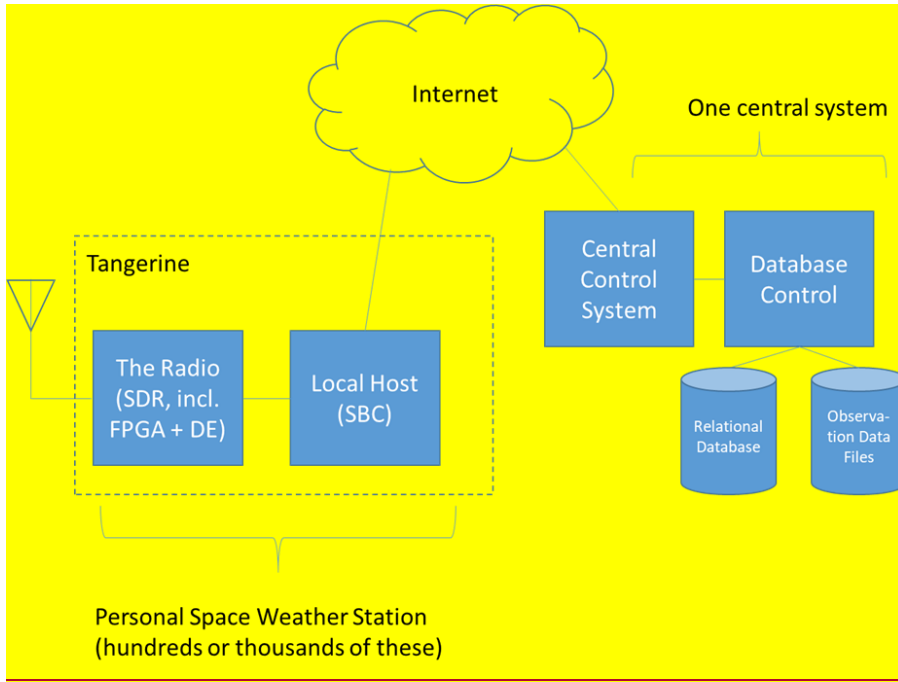 Internet
One central system
Central
Control
System
Database
Control
Relational
Database
Observa-
tion Data
Files
Tangerine
The Radio
(SDR, incl.
FPGA + DE)
Local Host
(SBC)
Personal Space Weather Station
(hundreds or thousands of these)